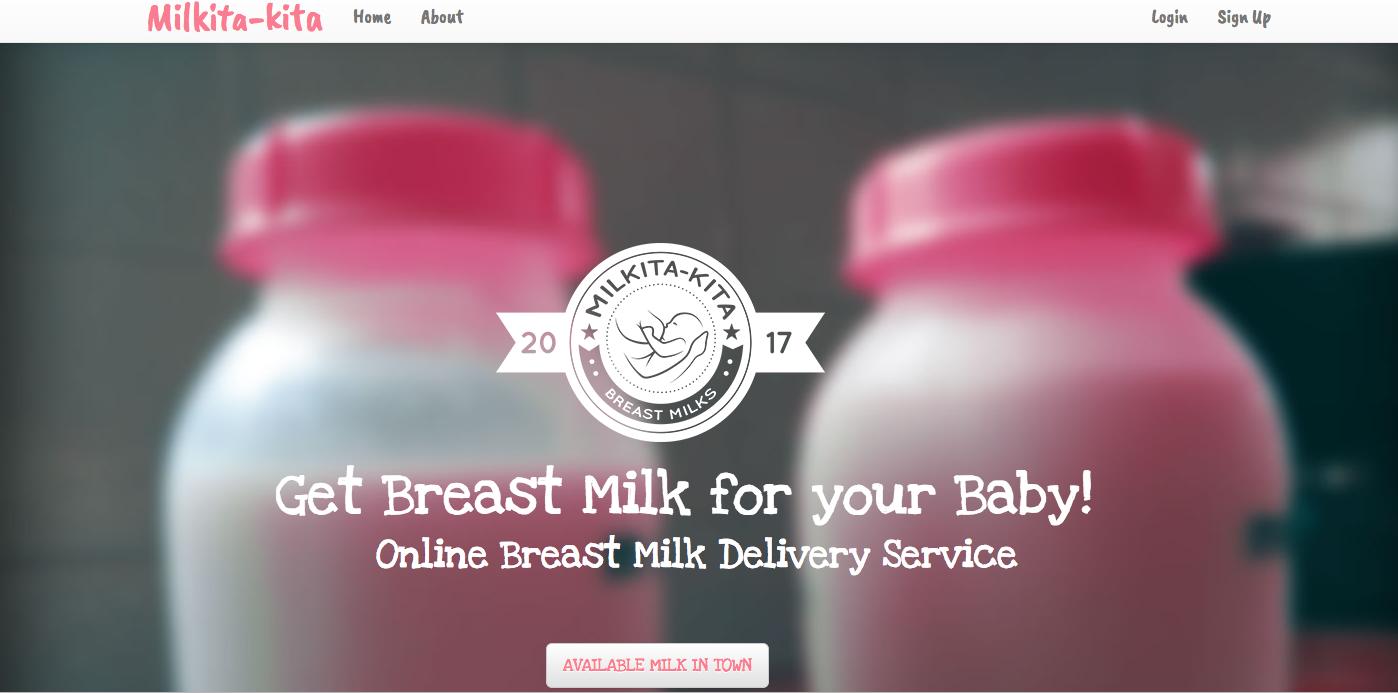 Milkita-kita Home About Login Sign Up
MILKITA-KITA
20 17
BREAST MILKS
Get Breast Milk for your Baby!
Online Breast Milk Delivery Service
AVAILABLE MILK IN TOWN